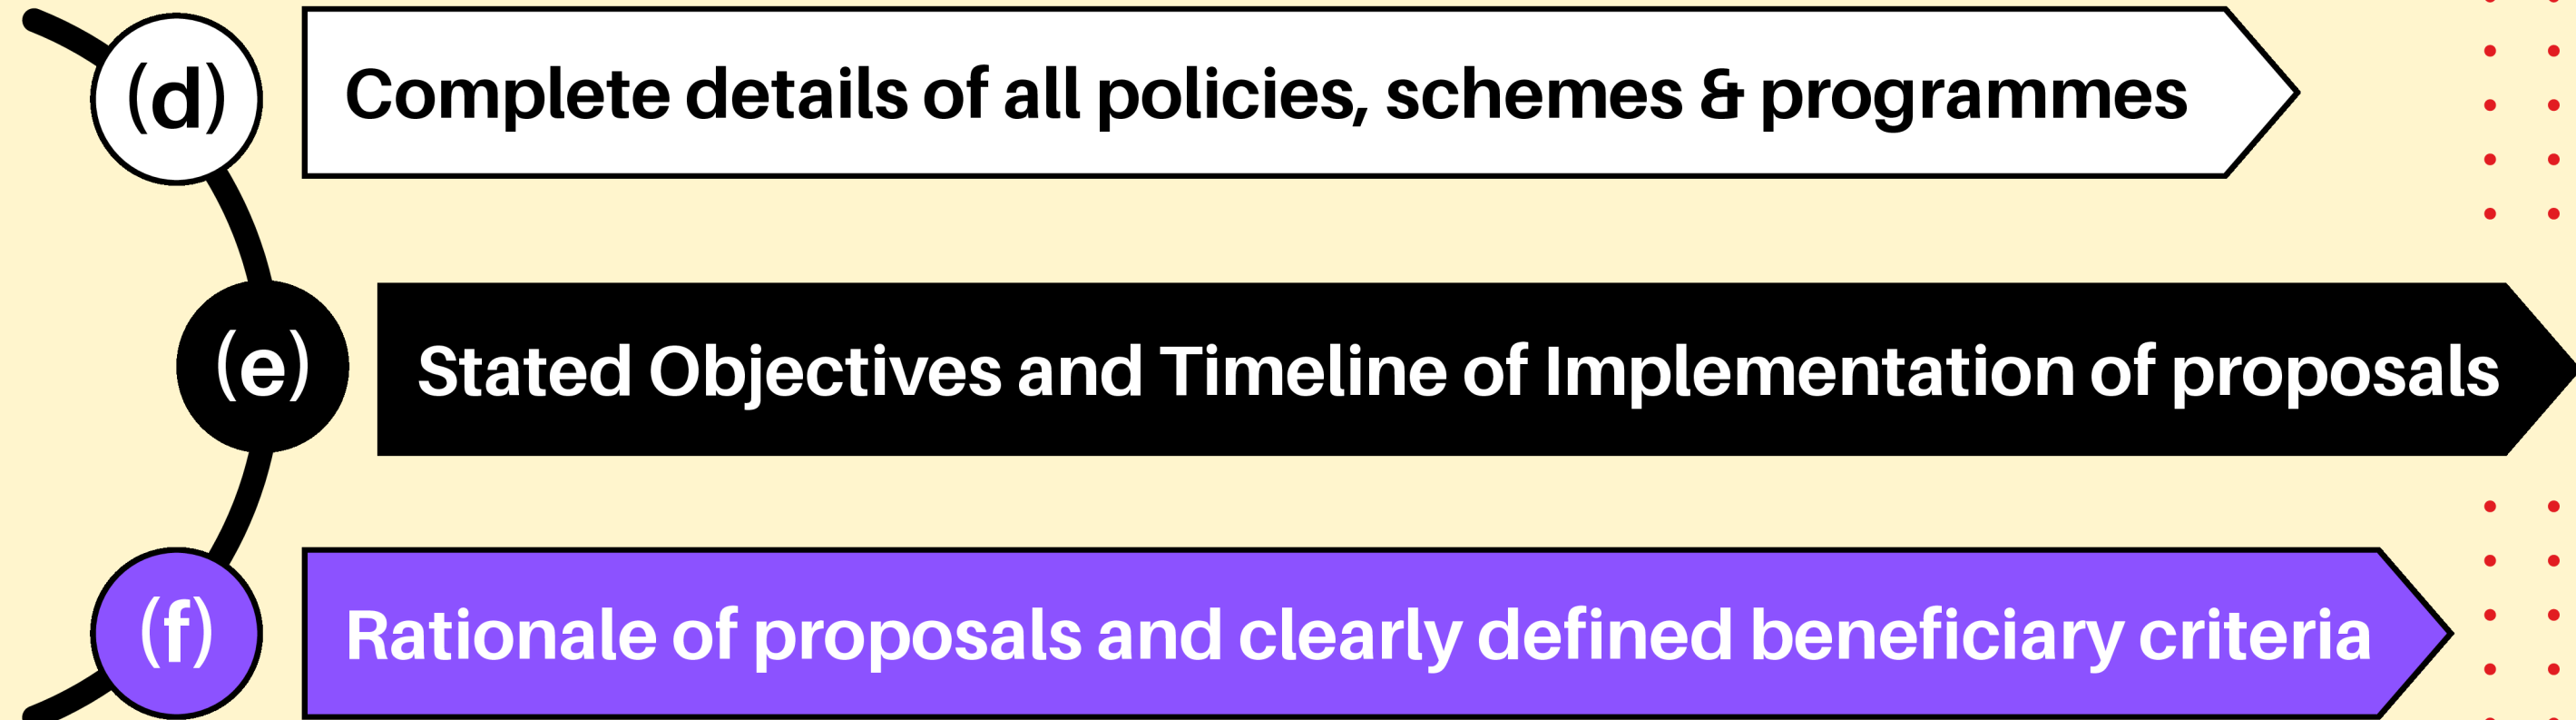 (d) Complete details of all policies, schemes & programmes
(e) Stated Objectives and Timeline of Implementation of proposals
(f) Rationale of proposals and clearly defined beneficiary criteria